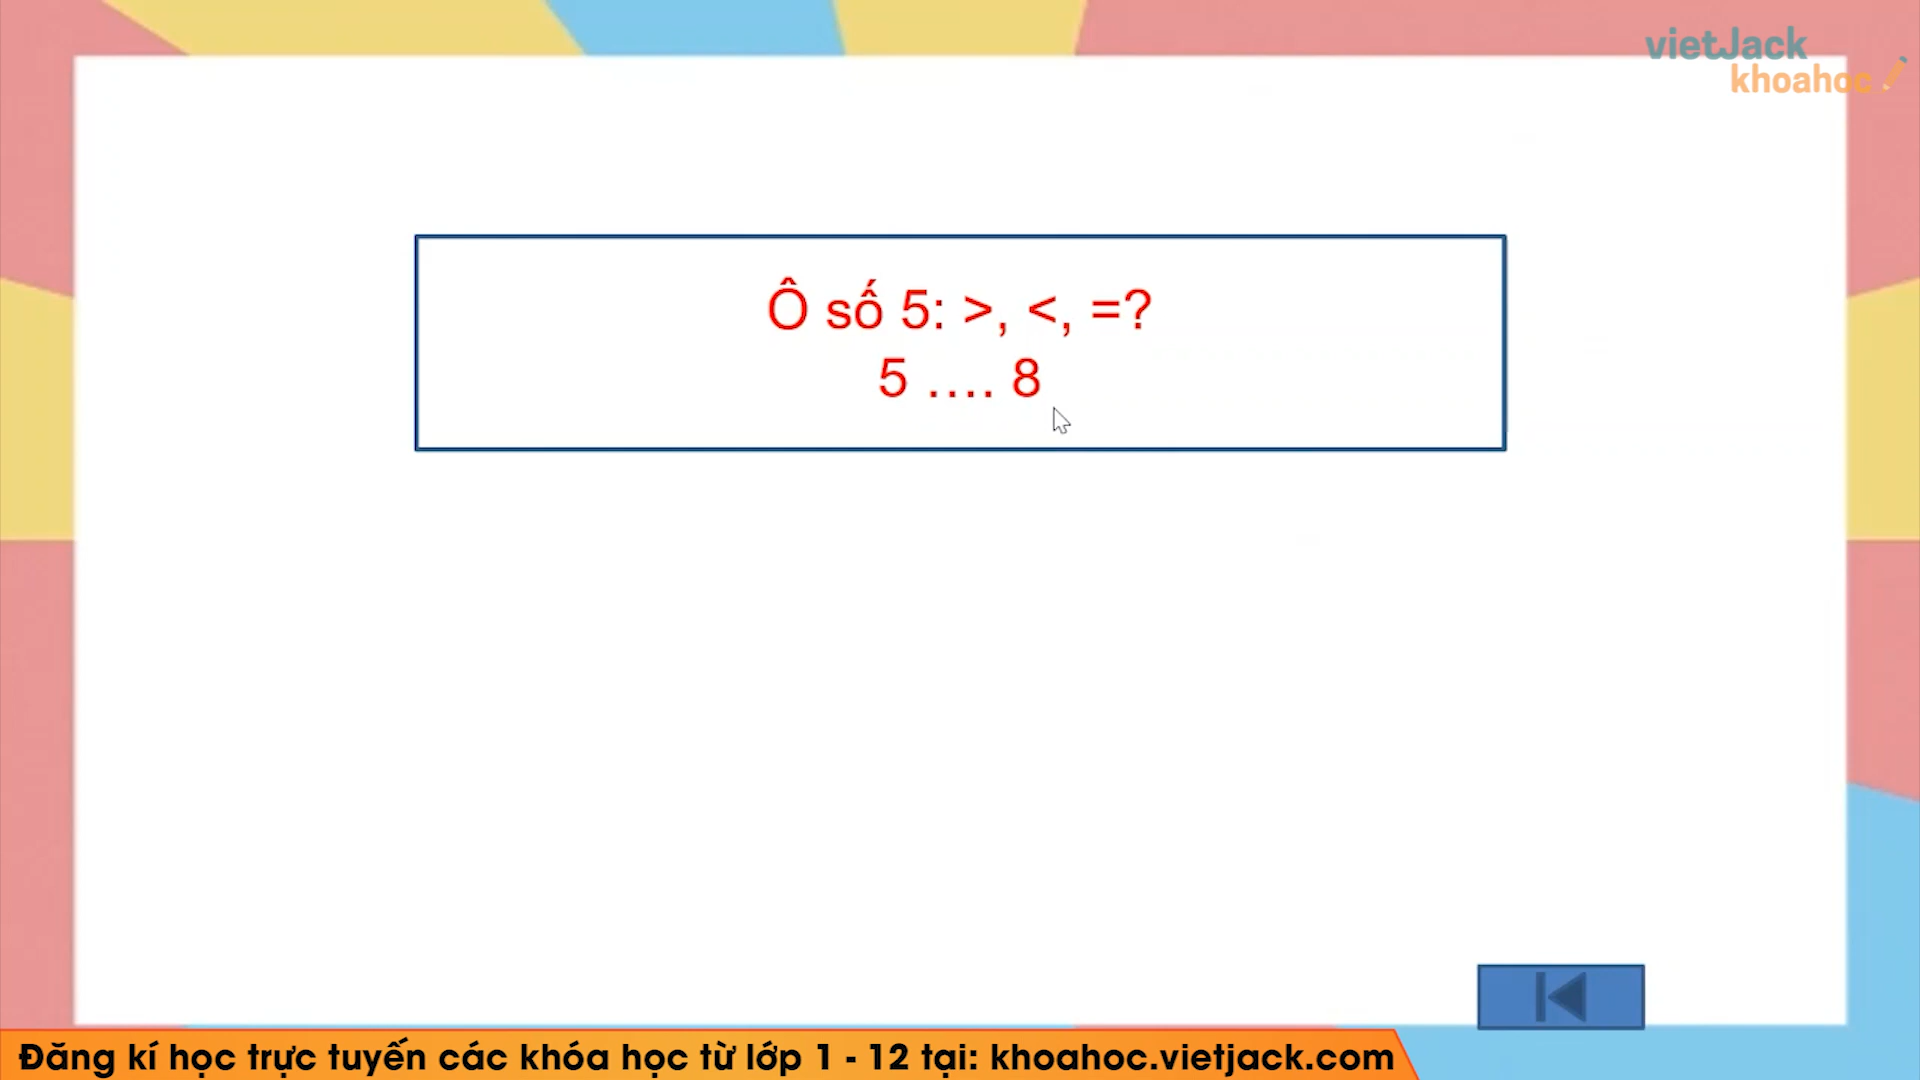 vietJack
khoahoc
Ô số 5: >, <, =?
5 .... 8
Đăng kí học trực tuyến các khóa học từ lớp 1 - 12 tại: khoahoc.vietjack.com